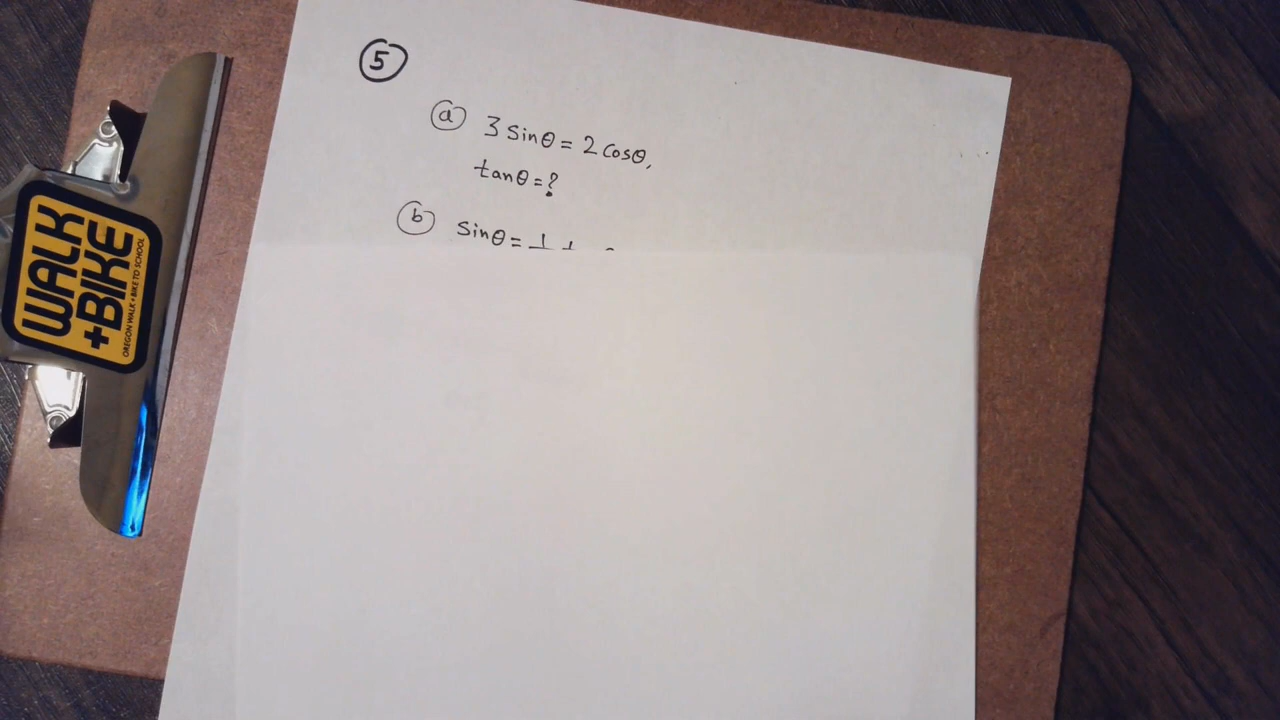 5
a 3 sinθ = 2 cosθ,
tanθ = ?
b sinθ =
WALK
+BIKE
OREGON WALK + BIKE TO SCHOOL